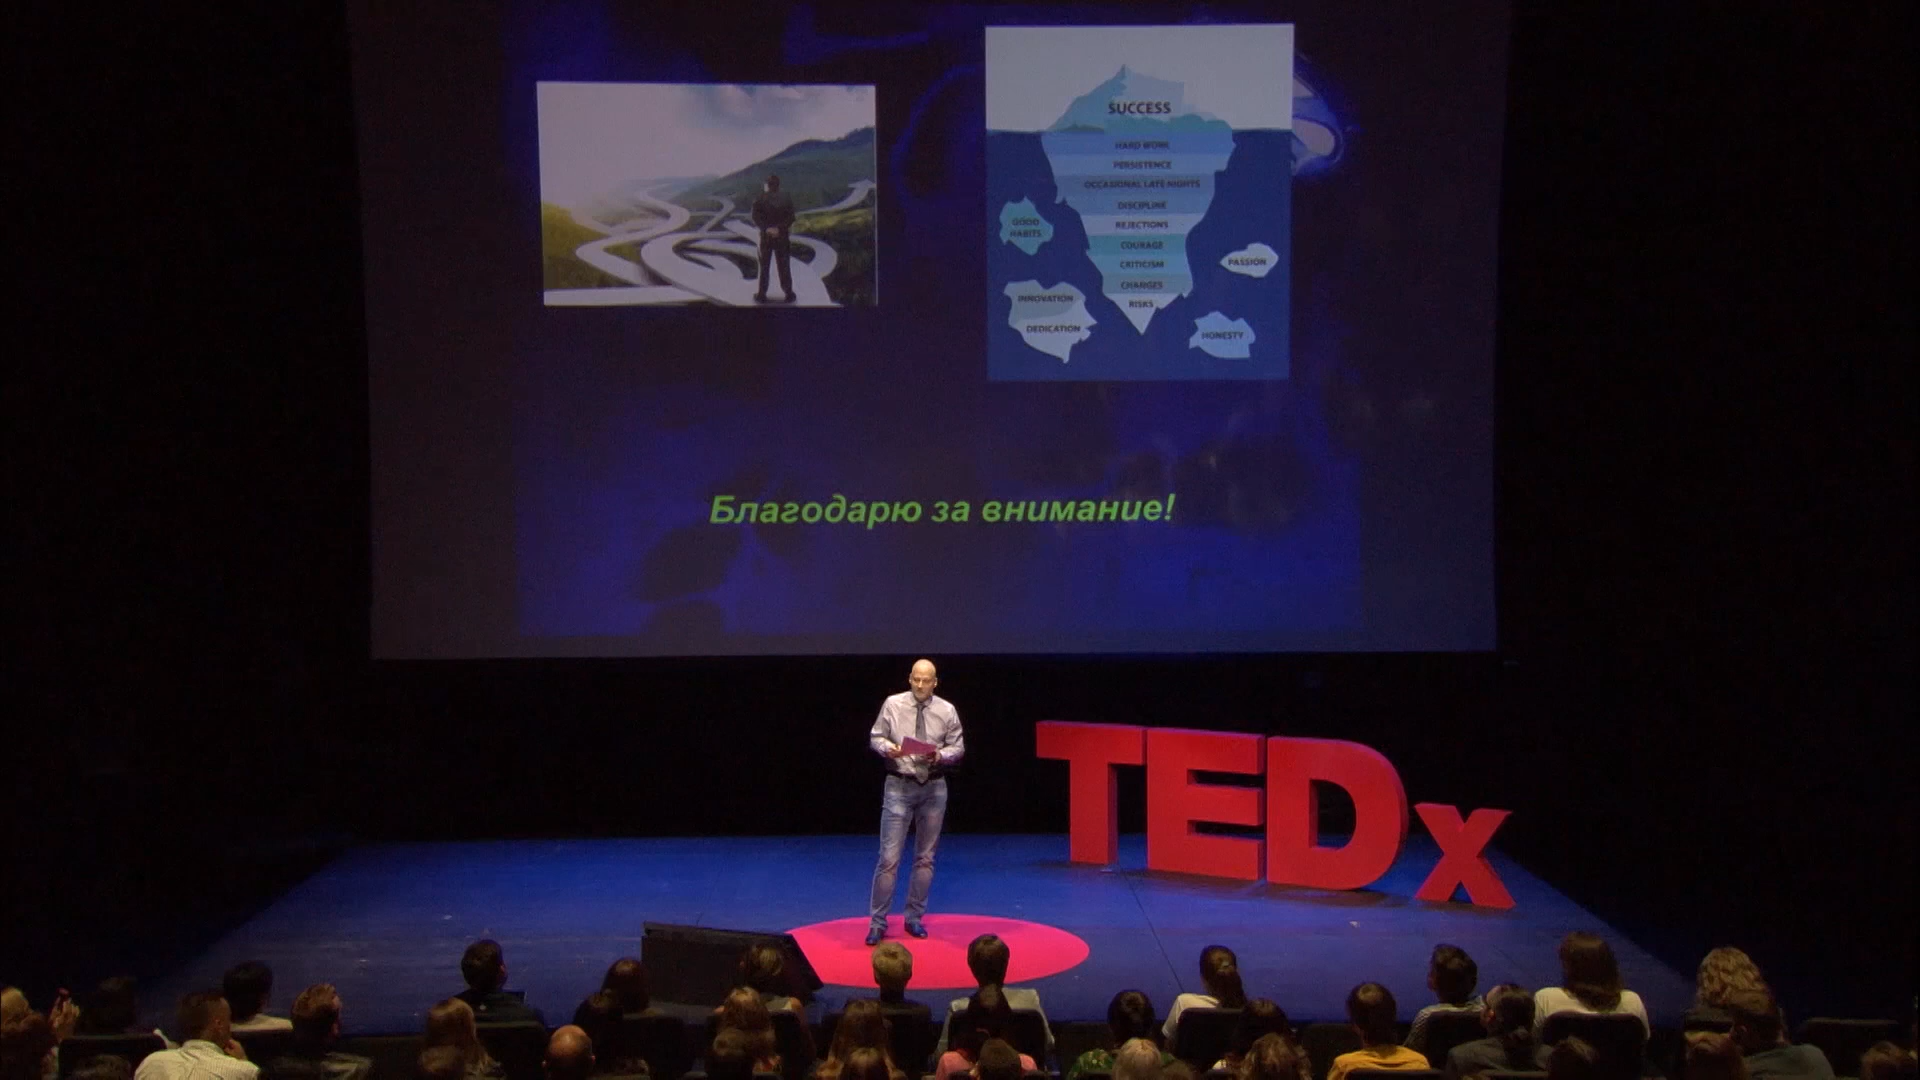 SUCCESS
HARD WORK
PERSISTENCE
OCCASIONAL LATE NIGHTS
DISCIPLINE
REJECTIONS
COURAGE
CRITICISM
CHANGES
RISKS
GOOD
HABITS
PASSION
INNOVATION
DEDICATION
HONESTY
Благодарю за внимание!
TEDx